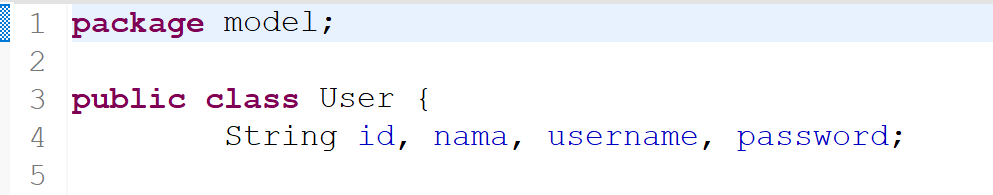 1 package model;
2
3 public class User {
4 String id, nama, username, password;
5